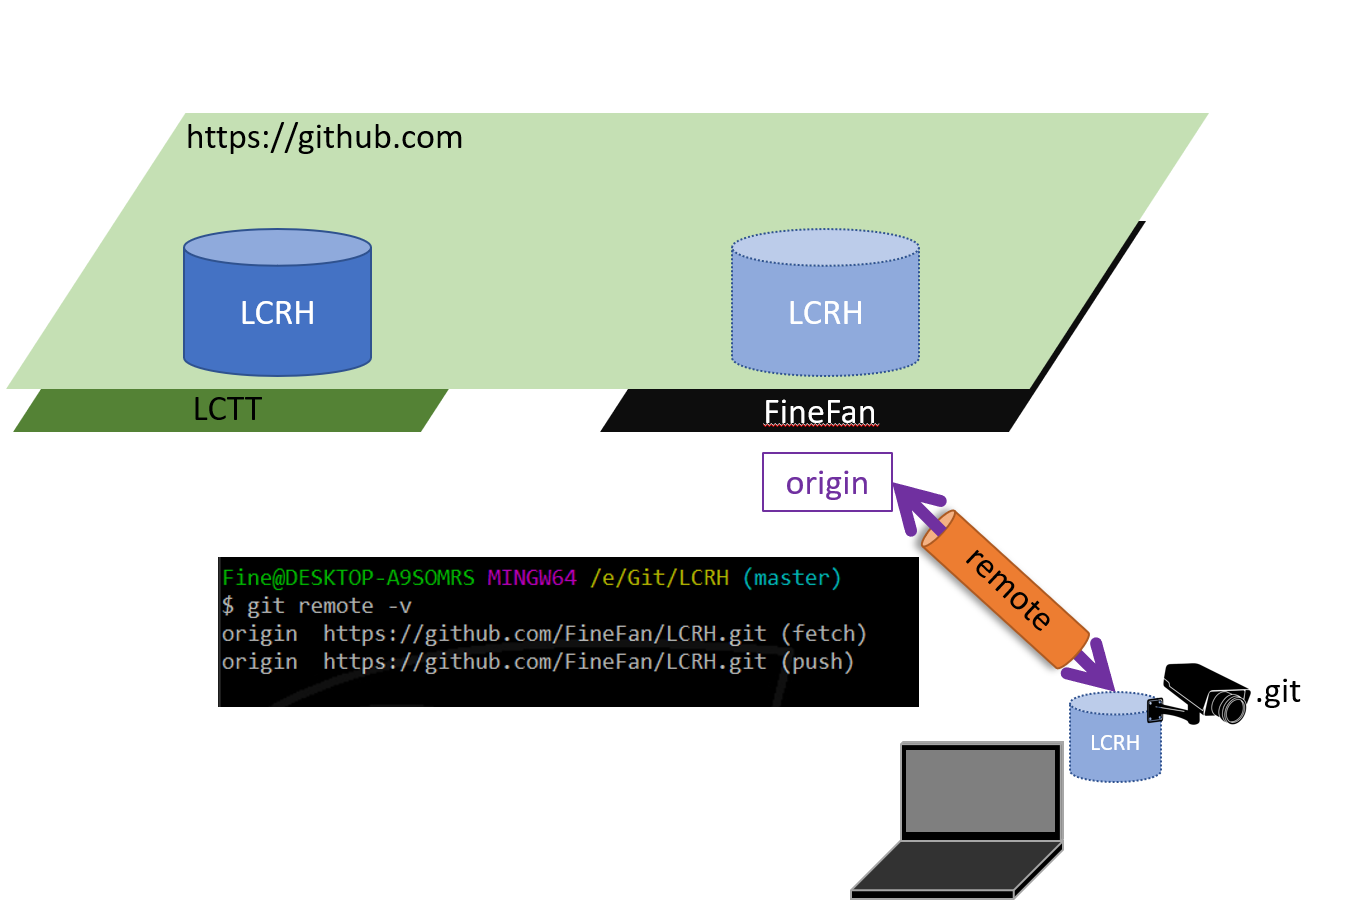 https://github.com
LCRH
LCRH
LCTT
FineFan
origin
remote
Fine@DESKTOP-A9SOMRS MINGW64 /e/Git/LCRH (master)
$ git remote -v
origin  https://github.com/FineFan/LCRH.git (fetch)
origin  https://github.com/FineFan/LCRH.git (push)
.git
LCRH